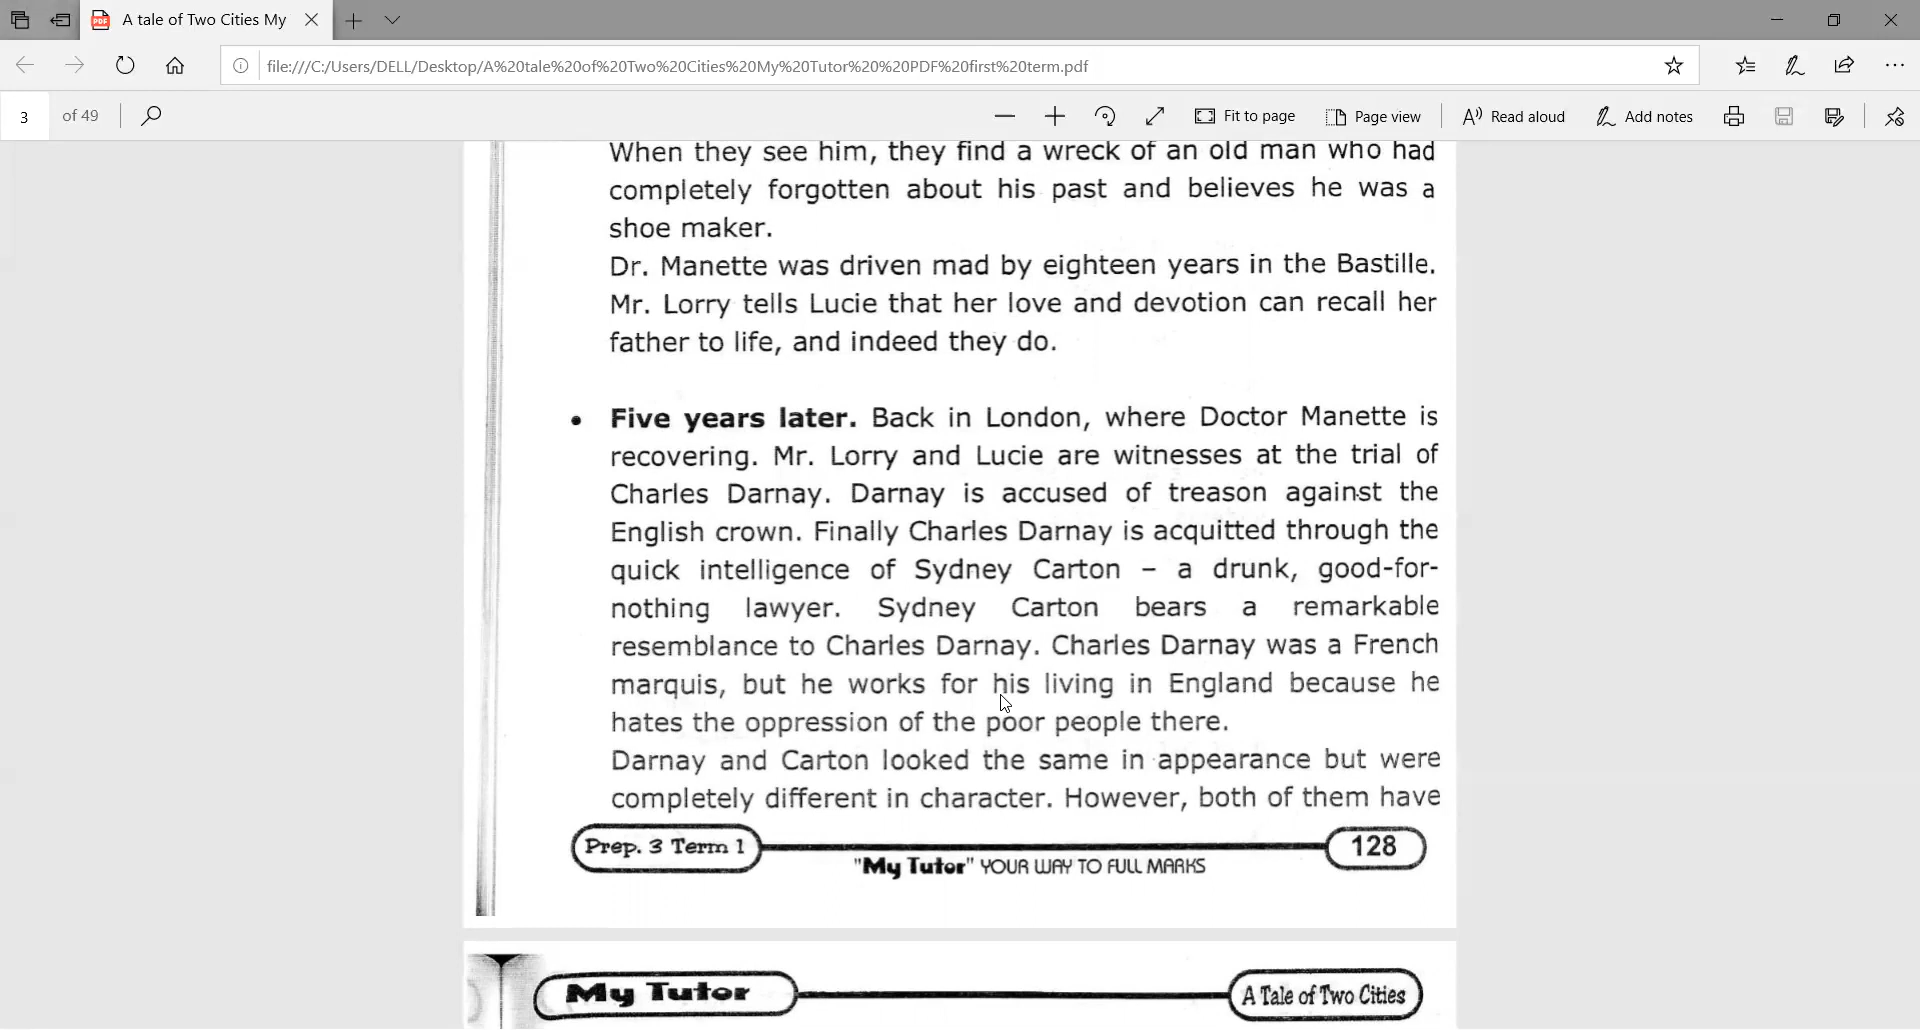 A tale of Two Cities My
file:///C:/Users/DELL/Desktop/A%20tale%20of%20Two%20Cities%20My%20Tutor%20%20PDF%20first%20term.pdf
3 of 49 Fit to page Page view Read aloud Add notes
When they see him, they find a wreck of an old man who had
completely forgotten about his past and believes he was a
shoe maker.
Dr. Manette was driven mad by eighteen years in the Bastille.
Mr. Lorry tells Lucie that her love and devotion can recall her
father to life, and indeed they do.
• Five years later. Back in London, where Doctor Manette is
recovering. Mr. Lorry and Lucie are witnesses at the trial of
Charles Darnay. Darnay is accused of treason against the
English crown. Finally Charles Darnay is acquitted through the
quick intelligence of Sydney Carton – a drunk, good-for-
nothing lawyer. Sydney Carton bears a remarkable
resemblance to Charles Darnay. Charles Darnay was a French
marquis, but he works for his living in England because he
hates the oppression of the poor people there.
Darnay and Carton looked the same in appearance but were
completely different in character. However, both of them have
Prep. 3 Term 1
128
"My Tutor" YOUR WAY TO FULL MARKS
My Tutor
A Tale of Two Cities